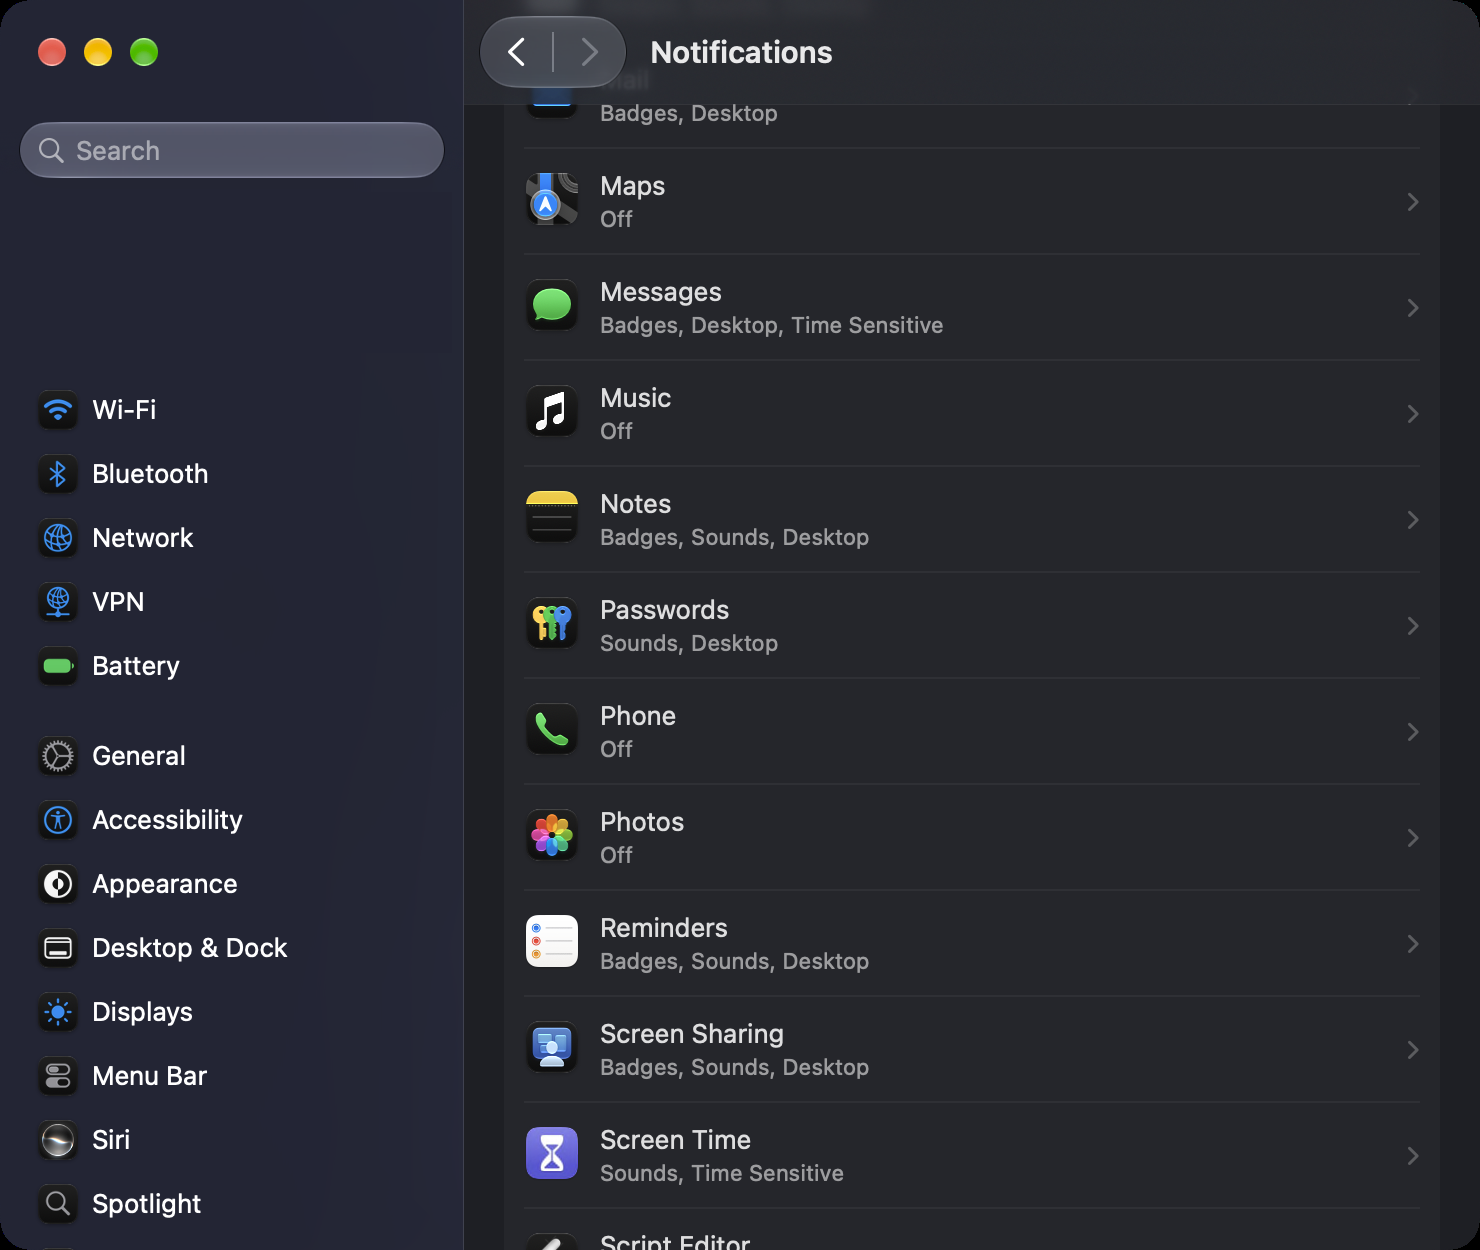 Notifications
Search
Wi-Fi
Bluetooth
Network
VPN
Battery
General
Accessibility
Appearance
Desktop & Dock
Displays
Menu Bar
Siri
Spotlight
Mail
Badges, Desktop
Maps
Off
Messages
Badges, Desktop, Time Sensitive
Music
Off
Notes
Badges, Sounds, Desktop
Passwords
Sounds, Desktop
Phone
Off
Photos
Off
Reminders
Badges, Sounds, Desktop
Screen Sharing
Badges, Sounds, Desktop
Screen Time
Sounds, Time Sensitive
Script Editor